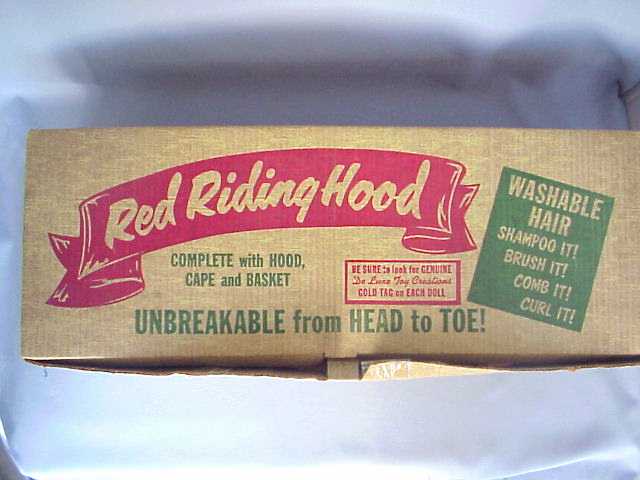 Red Riding Hood
COMPLETE with HOOD,
CAPE and BASKET
BE SURE to look for GENUINE
De Luxe Toy Creations
GOLD TAG on EACH DOLL
UNBREAKABLE from HEAD to TOE!
WASHABLE
HAIR
SHAMPOO IT!
BRUSH IT!
COMB IT!
CURL IT!